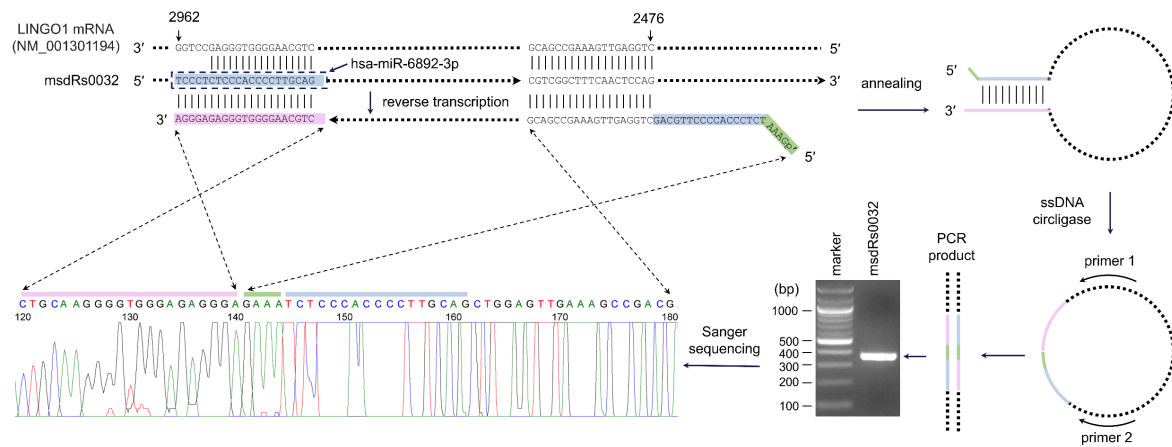 2962
2476
LINGO1 mRNA
(NM_001301194)
3′ GGTCCGAGGGTGGGGAACGTC GCAGCCGAAAGTTGAGGTC 5′
hsa-miR-6892-3p
msdRs0032 5′ TCCCTCTCCCACCCCTTGCAG CGTCGGCTTTCAACTCCAG 3′
reverse transcription
3′ AGGGAGAGGGTGGGGAACGTC GCAGCCGAAAGTTGAGGTCGACGTTCCCCACCCTCT
AAAGp
5′
annealing
5′
3′
ssDNA
circligase
primer 1
primer 2
PCR
product
marker
msdRs0032
(bp)
1000
500
400
300
200
100
Sanger
sequencing
CTGCAAGGGGTGGGAGAGGGAGAAATCTCCCACCCCTTGCAGCTGGAGTTGAAAGCCGACG
120 130 140 150 160 170 180